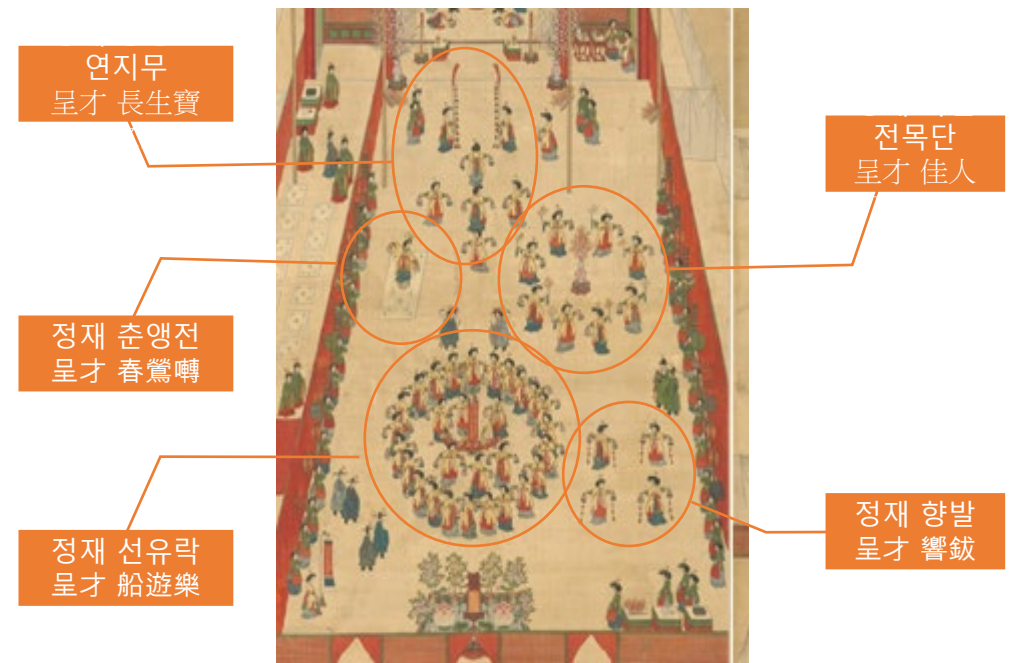 연지무
呈才 長生寶
전목단
呈才 佳人
정재 춘앵전
呈才 春鶯囀
정재 선유락
呈才 船遊樂
정재 향발
呈才 響鈸